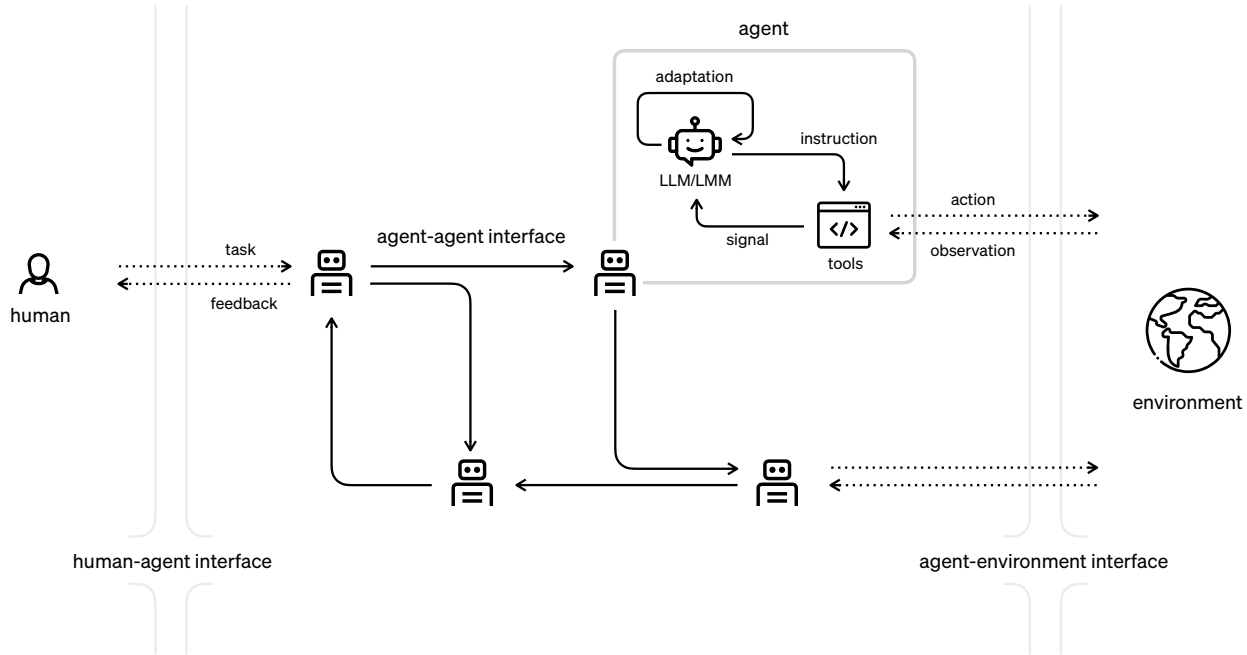 agent
adaptation
instruction
LLM/LMM
action
signal
</>
tools
observation
task
agent-agent interface
feedback
human
environment
human-agent interface
agent-environment interface